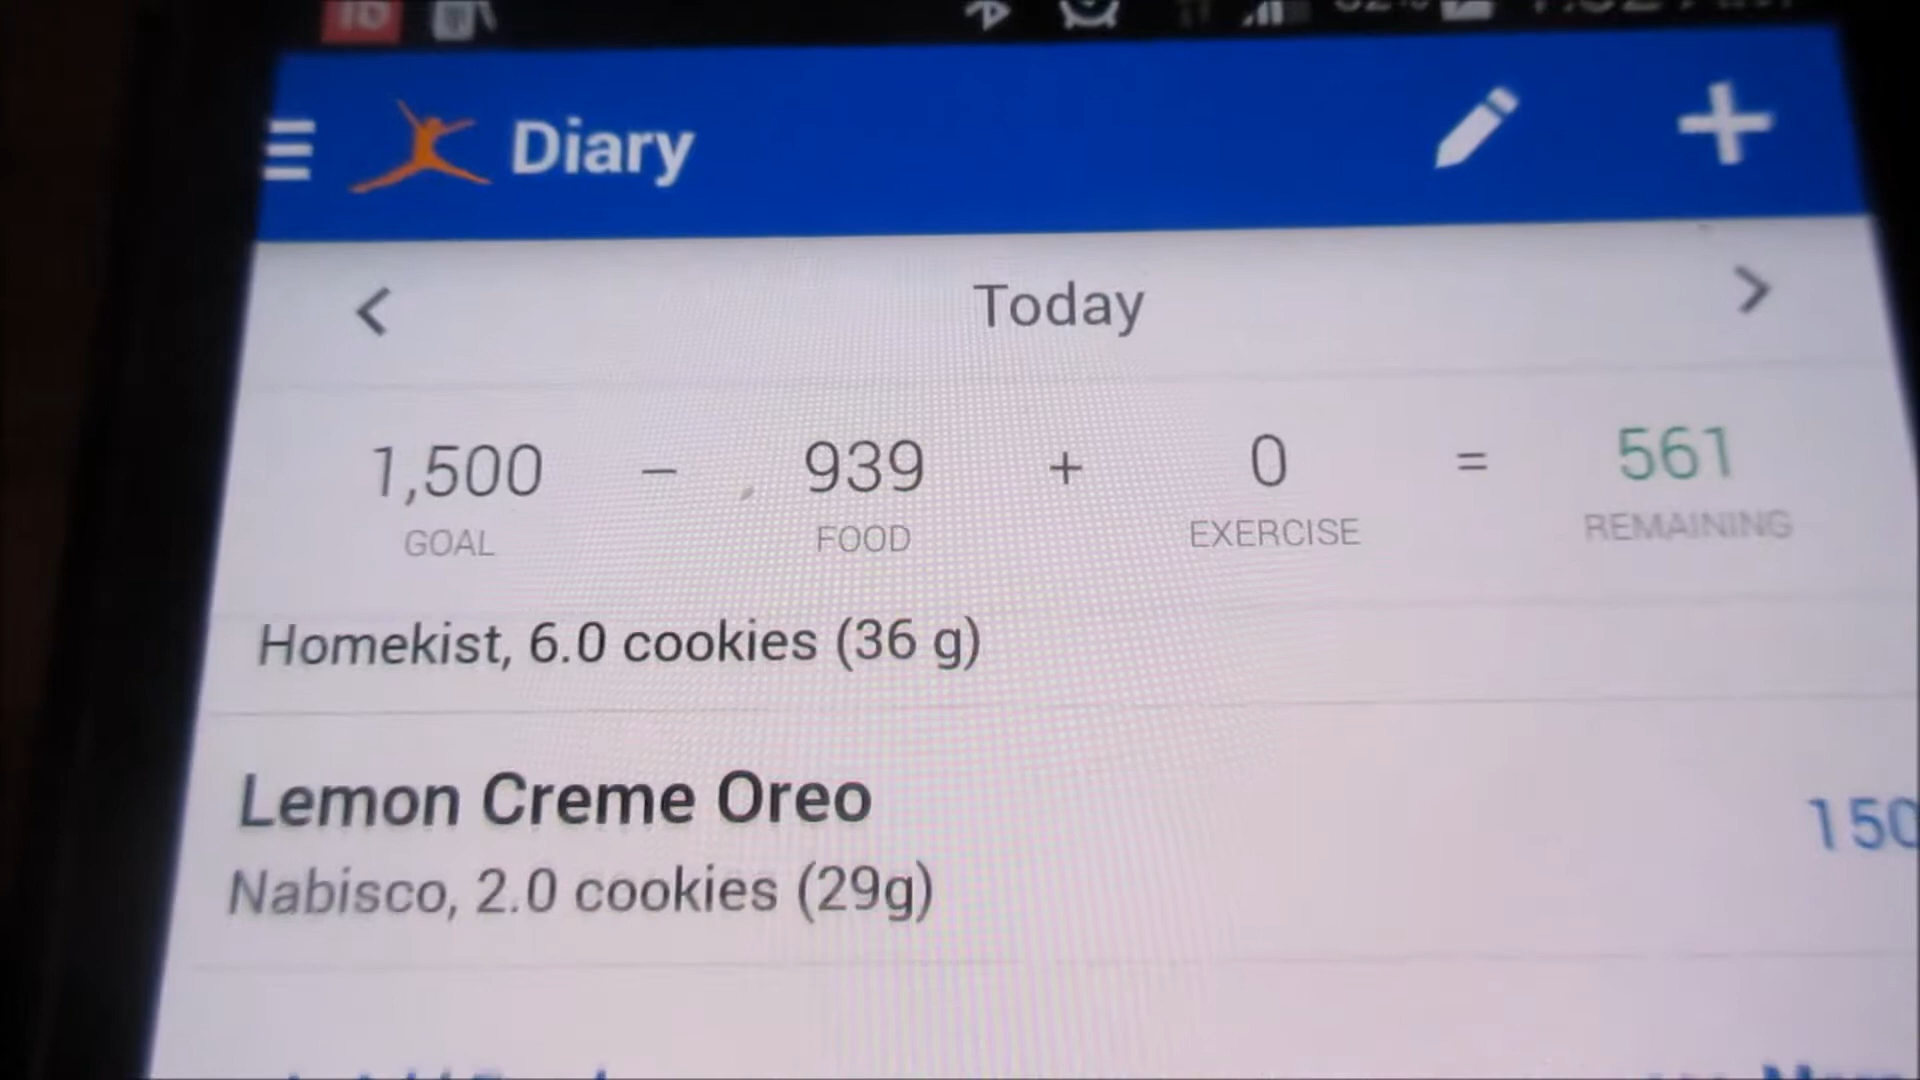 Diary
Today
1,500 - 939 + 0 = 561
GOAL FOOD EXERCISE REMAINING
Homekist, 6.0 cookies (36 g)
Lemon Creme Oreo 150
Nabisco, 2.0 cookies (29g)